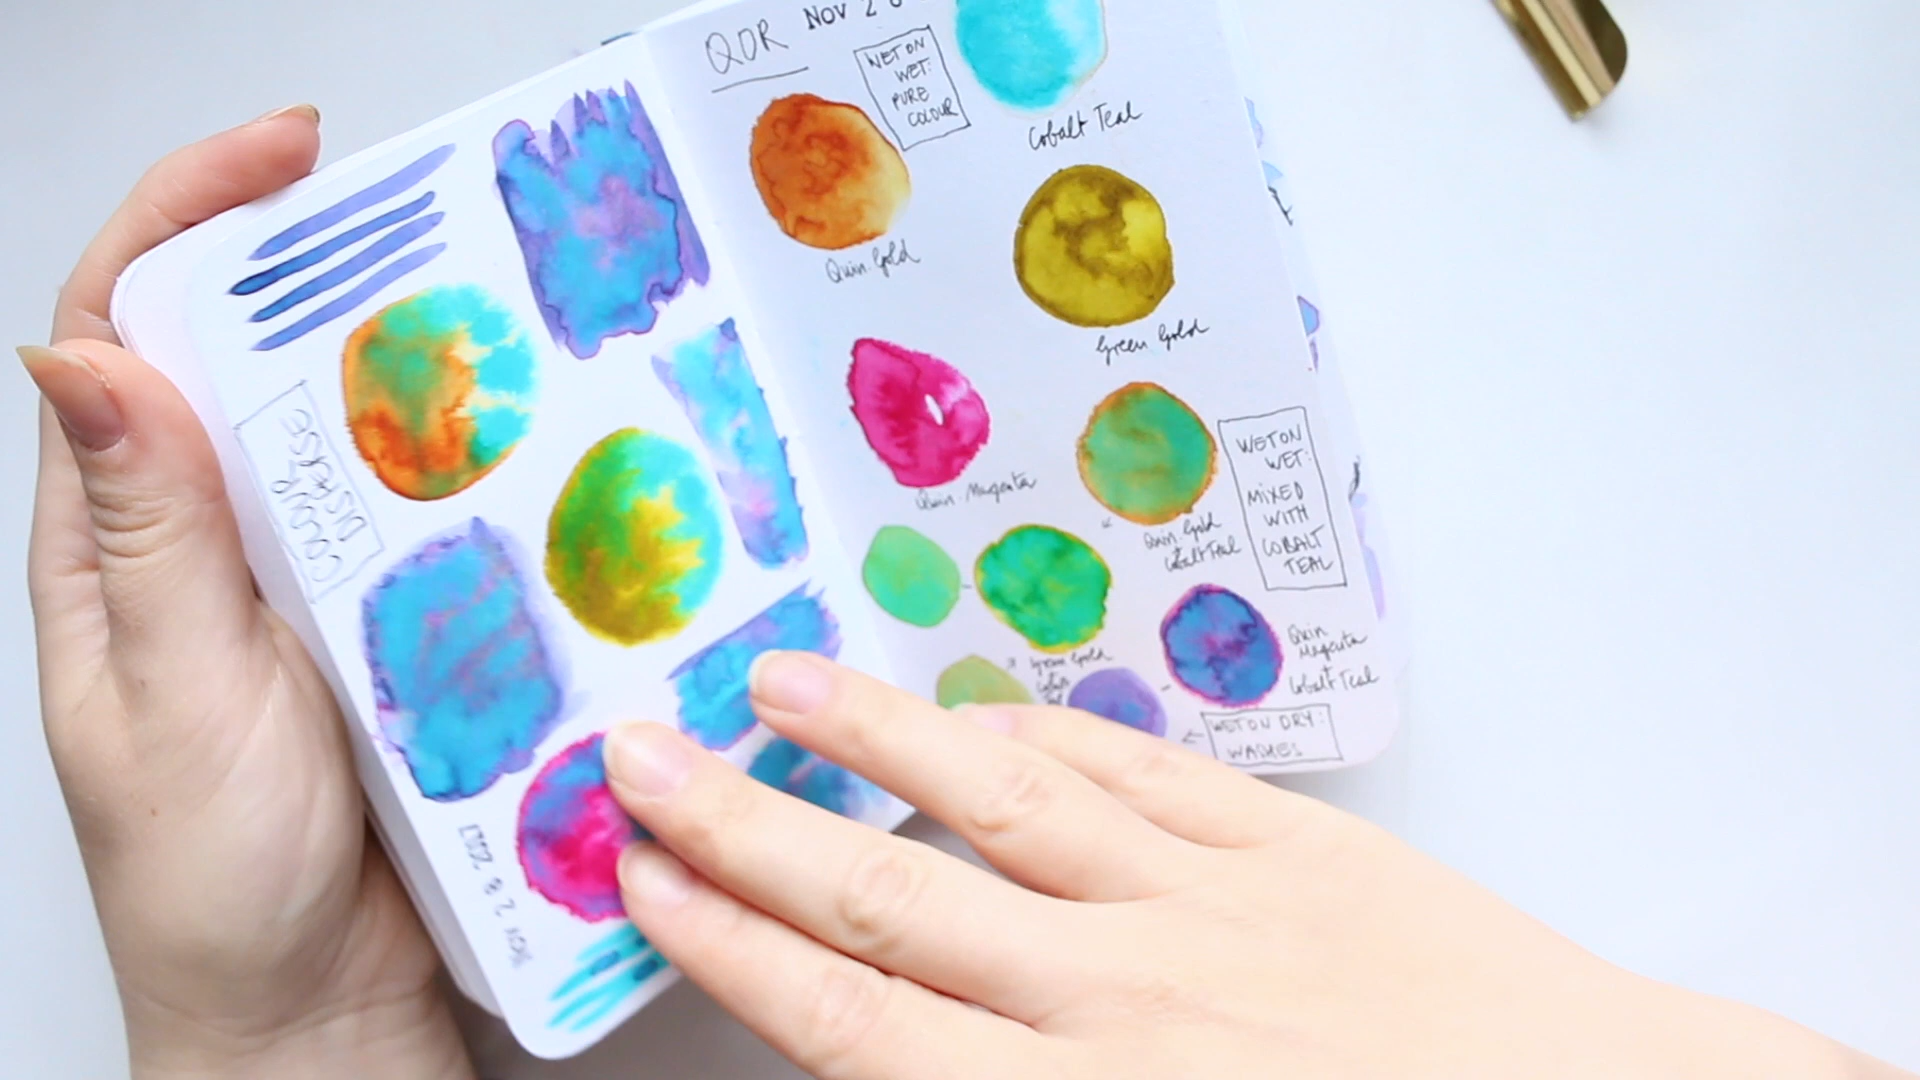 COLOUR
DISPERSE
NOV 2 8 2017
QOR
NOV 2 8
WET ON
WET:
PURE
COLOUR
Cobalt Teal
Quin. Gold
Green Gold
Quin. Magenta
Quin. Gold
Cobalt Teal
WET ON
WET:
MIXED
WITH
COBALT
TEAL
Green Gold
Quin
Magenta
+
Cobalt Teal
WET ON DRY:
WASHES